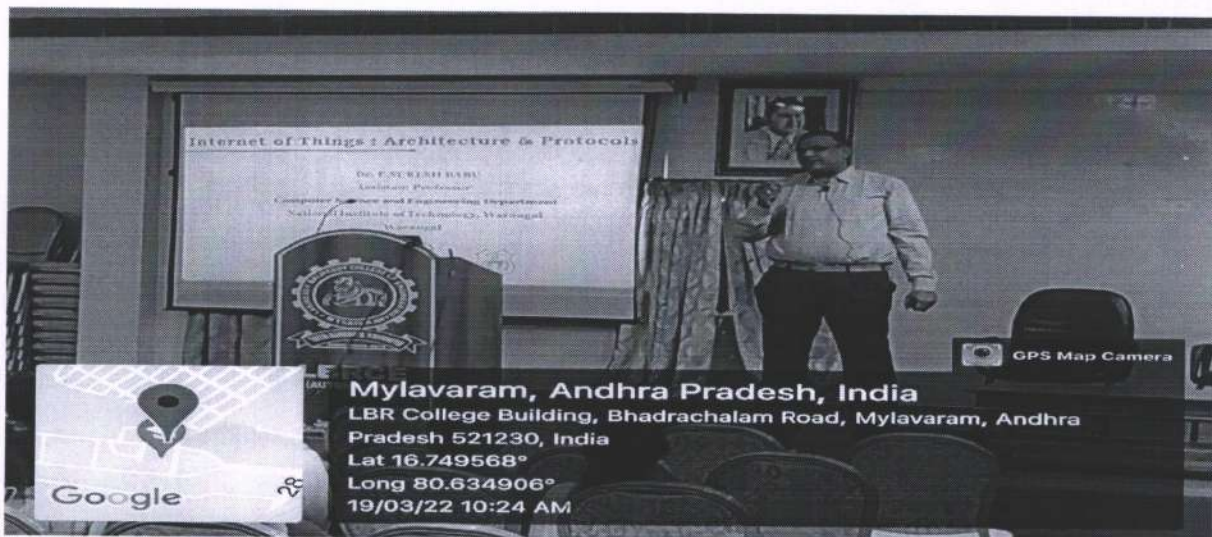 Internet of Things : Architecture & Protocols
Dr. E.SURESH BABU
Assistant Professor
Computer Science and Engineering Department
National Institute of Technology, Warangal
Warangal
GPS Map Camera
Mylavaram, Andhra Pradesh, India
LBR College Building, Bhadrachalam Road, Mylavaram, Andhra
Pradesh 521230, India
Lat 16.749568°
Long 80.634906°
19/03/22 10:24 AM
Google